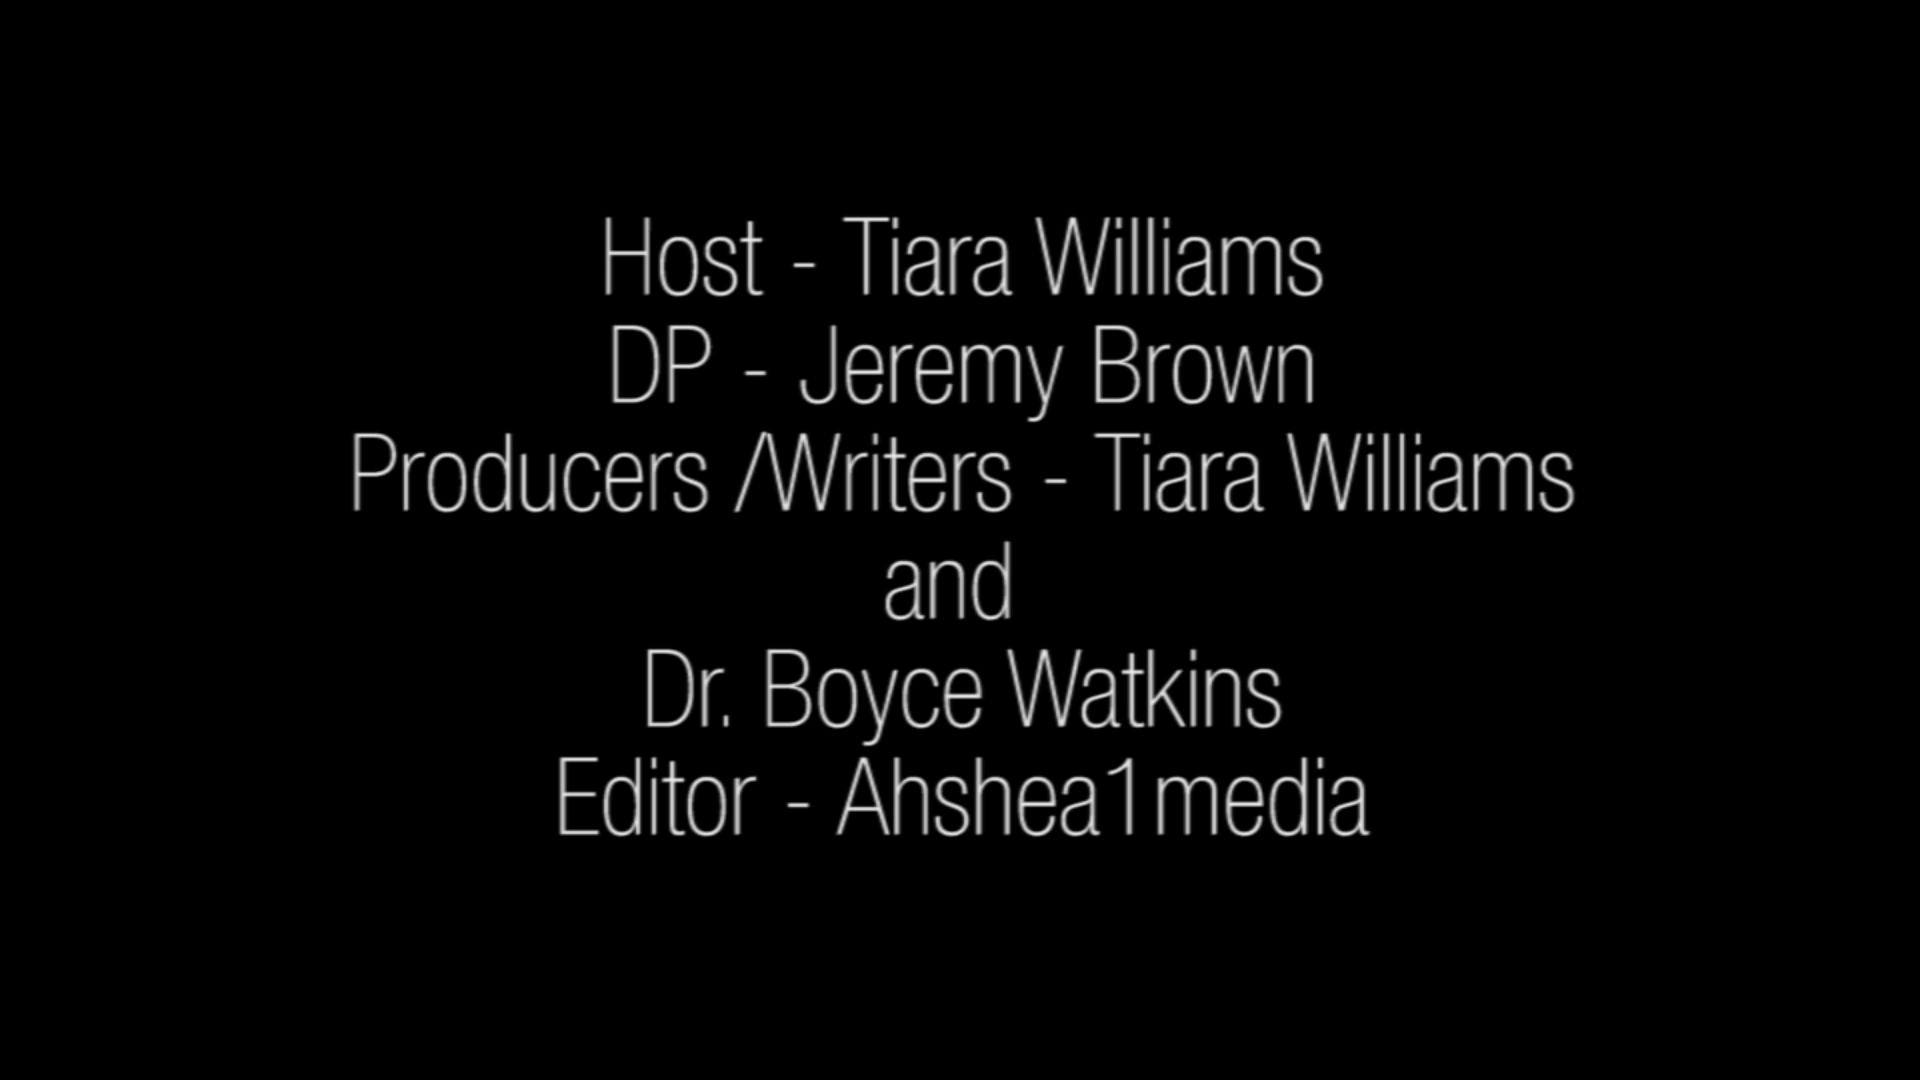 Host - Tiara Williams
DP - Jeremy Brown
Producers /Writers - Tiara Williams
and
Dr. Boyce Watkins
Editor - Ahshea1media